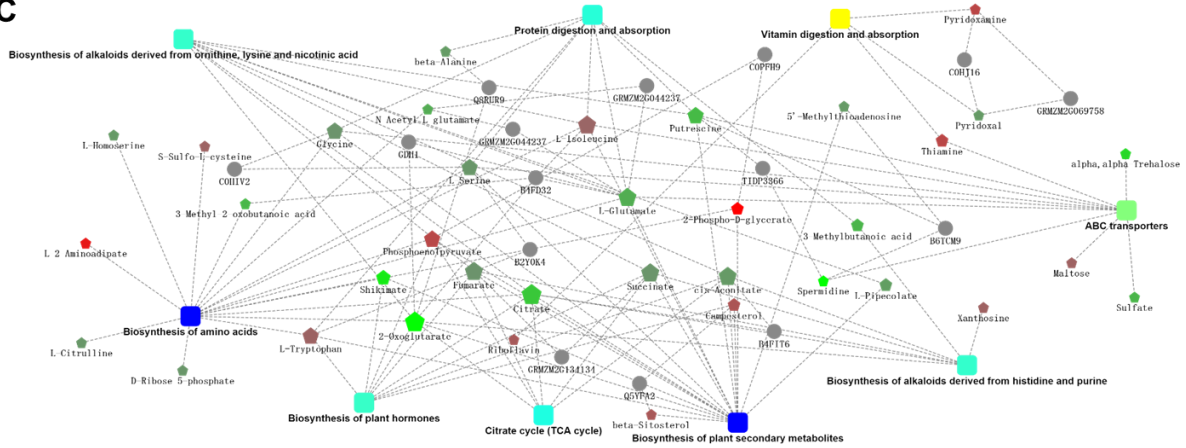 C
Pyridoxamine
Protein digestion and absorption
Vitamin digestion and absorption
Biosynthesis of alkaloids derived from ornithine, lysine and nicotinic acid
beta-Alanine
COPFH9
COHJ16
Q8RUR9
GRMZM2G044237
GRMZM2G069758
N Acetyl L glutamate
5'-Methylthioadenosine
Pyridoxal
Putrescine
L-Isoleucine
GRMZM2G044237
Glycine
GDH1
L-Homoserine
S-Sulfo-L-cysteine
Thiamine
alpha,alpha Trehalose
COHIV2
L Serine
B4FD32
TIDP3366
3 Methyl 2 oxobutanoic acid
L-Glutamate
2-Phospho-D-glycerate
ABC transporters
3 Methylbutanoic acid
B6TCM9
L 2 Aminoadipate
Phosphoenolpyruvate
B2YOK4
Maltose
Shikimate
Fumarate
Succinate
cis-Aconitate
Spermidine
L-Pipecolate
Sulfate
Citrate
Campesterol
Xanthosine
Biosynthesis of amino acids
2-Oxoglutarate
L-Tryptophan
Riboflavin
B4FIT6
L-Citrulline
GRMZM2G134134
D-Ribose 5-phosphate
Biosynthesis of alkaloids derived from histidine and purine
Q5YFA2
Biosynthesis of plant hormones
beta-Sitosterol
Citrate cycle (TCA cycle)
Biosynthesis of plant secondary metabolites